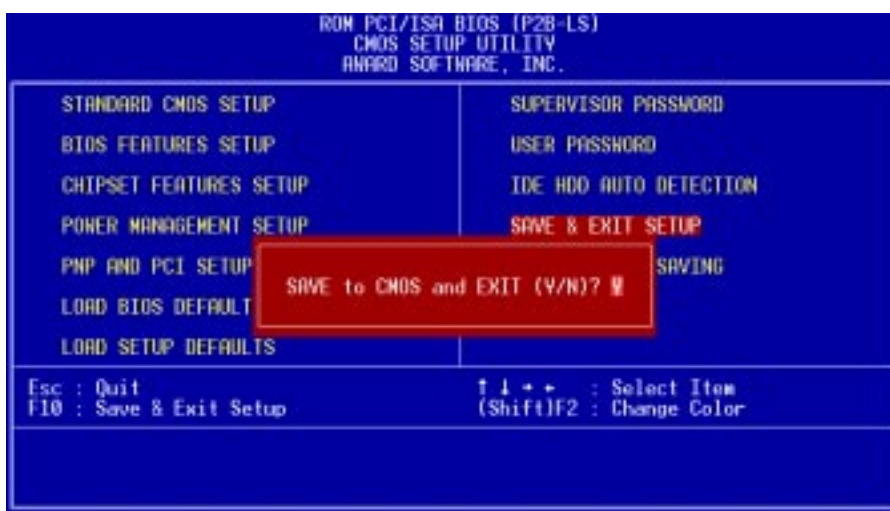 ROM PCI/ISA BIOS (P2B-LS)
CMOS SETUP UTILITY
AWARD SOFTWARE, INC.
STANDARD CMOS SETUP
BIOS FEATURES SETUP
CHIPSET FEATURES SETUP
POWER MANAGEMENT SETUP
PNP AND PCI SETUP
LOAD BIOS DEFAULT
LOAD SETUP DEFAULTS
SUPERVISOR PASSWORD
USER PASSWORD
IDE HDD AUTO DETECTION
SAVE & EXIT SETUP
SAVING
SAVE to CMOS and EXIT (Y/N)? Y
Esc : Quit
F10 : Save & Exit Setup
↑ ↓ → ← : Select Item
(Shift)F2 : Change Color